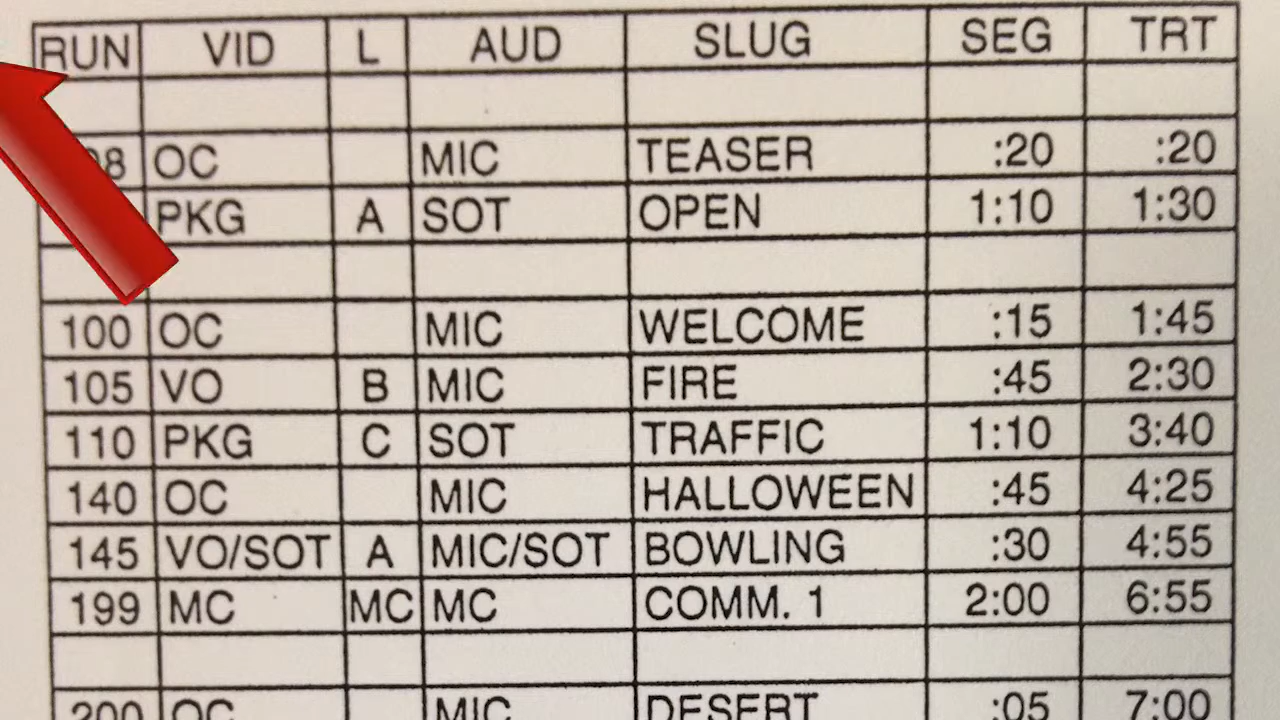 RUN VID L AUD SLUG SEG TRT
OC MIC TEASER :20 :20
PKG A SOT OPEN 1:10 1:30
100 OC MIC WELCOME :15 1:45
105 VO B MIC FIRE :45 2:30
110 PKG C SOT TRAFFIC 1:10 3:40
140 OC MIC HALLOWEEN :45 4:25
145 VO/SOT A MIC/SOT BOWLING :30 4:55
199 MC MC MC COMM. 1 2:00 6:55
200 OC MIC DESERT :05 7:00